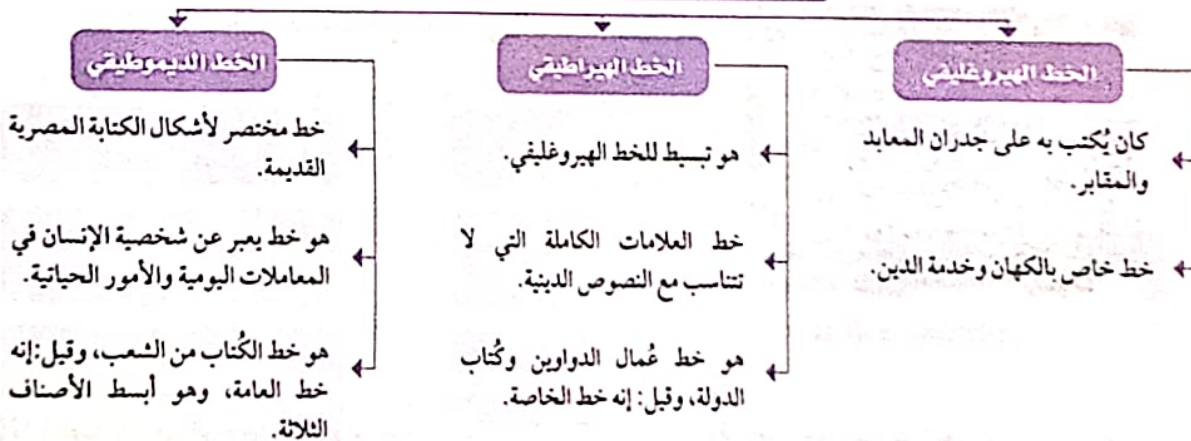 الخط الهيروغليفي
كان يُكتب به على جدران المعابد
والمقابر.
خط خاص بالكهان وخدمة الدين.
الخط الهيراطيقي
هو تبسط للخط الهيروغليفي.
خط العلامات الكاملة التي لا
تتناسب مع النصوص الدينية.
هو خط عُمال الدواوين وكُتاب
الدولة، وقيل: إنه خط الخاصة.
الخط الديموطيقي
خط مختصر لأشكال الكتابة المصرية
القديمة.
هو خط يعبر عن شخصية الإنسان في
المعاملات اليومية والأمور الحياتية.
هو خط الكُتاب من الشعب، وقيل:إنه
خط العامة، وهو أبسط الأصناف
الثلاثة.